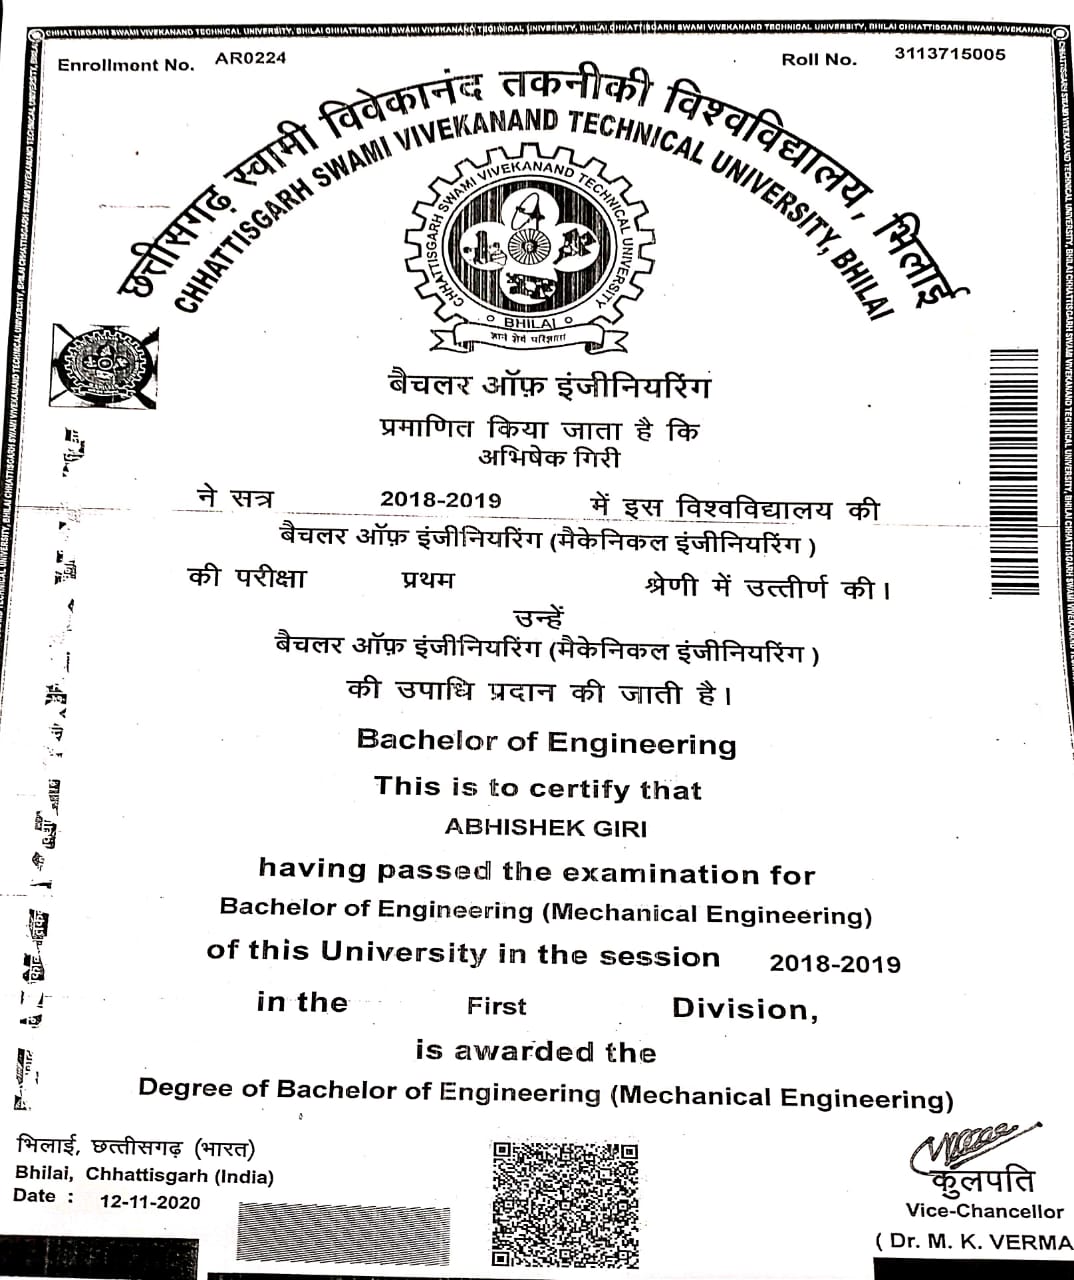 CHHATTISGARH SWAMI VIVEKANAND TECHNICAL UNIVERSITY, BHILAI CHHATTISGARH SWAMI VIVEKANAND TECHNICAL UNIVERSITY, BHILAI CHHATTISGARH SWAMI VIVEKANAND TECHNICAL UNIVERSITY, BHILAI CHHATTISGARH SWAMI VIVEKANAND
Enrollment No. AR0224
Roll No. 3113715005
छत्तीसगढ़ स्वामी विवेकानंद तकनीकी विश्वविद्यालय, भिलाई
CHHATTISGARH SWAMI VIVEKANAND TECHNICAL UNIVERSITY, BHILAI
CHHATTISGARH SWAMI VIVEKANAND TECHNICAL UNIVERSITY
BHILAI
बैचलर ऑफ़ इंजीनियरिंग
प्रमाणित किया जाता है कि
अभिषेक गिरी
ने सत्र 2018-2019 में इस विश्वविद्यालय की
बैचलर ऑफ़ इंजीनियरिंग (मैकेनिकल इंजीनियरिंग )
की परीक्षा प्रथम श्रेणी में उत्तीर्ण की।
उन्हें
बैचलर ऑफ़ इंजीनियरिंग (मैकेनिकल इंजीनियरिंग )
की उपाधि प्रदान की जाती है।
Bachelor of Engineering
This is to certify that
ABHISHEK GIRI
having passed the examination for
Bachelor of Engineering (Mechanical Engineering)
of this University in the session 2018-2019
in the First Division,
is awarded the
Degree of Bachelor of Engineering (Mechanical Engineering)
भिलाई, छत्तीसगढ़ (भारत)
Bhilai, Chhattisgarh (India)
Date : 12-11-2020
कुलपति
Vice-Chancellor
( Dr. M. K. VERMA